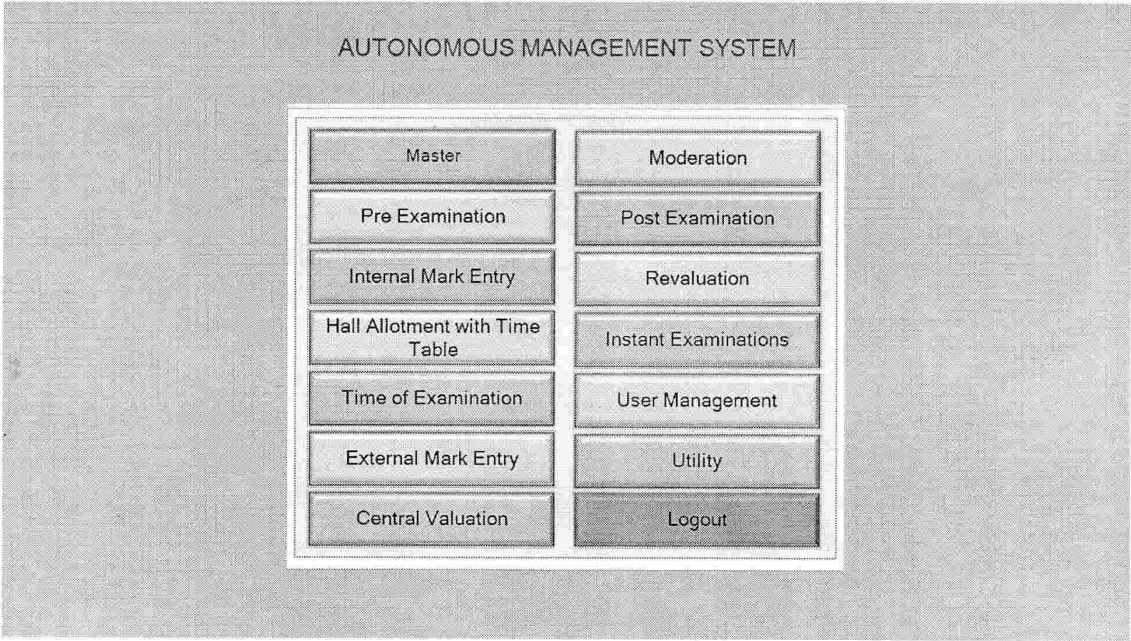 AUTONOMOUS MANAGEMENT SYSTEM
Master
Moderation
Pre Examination
Post Examination
Internal Mark Entry
Revaluation
Hall Allotment with Time
Table
Instant Examinations
Time of Examination
User Management
External Mark Entry
Utility
Central Valuation
Logout